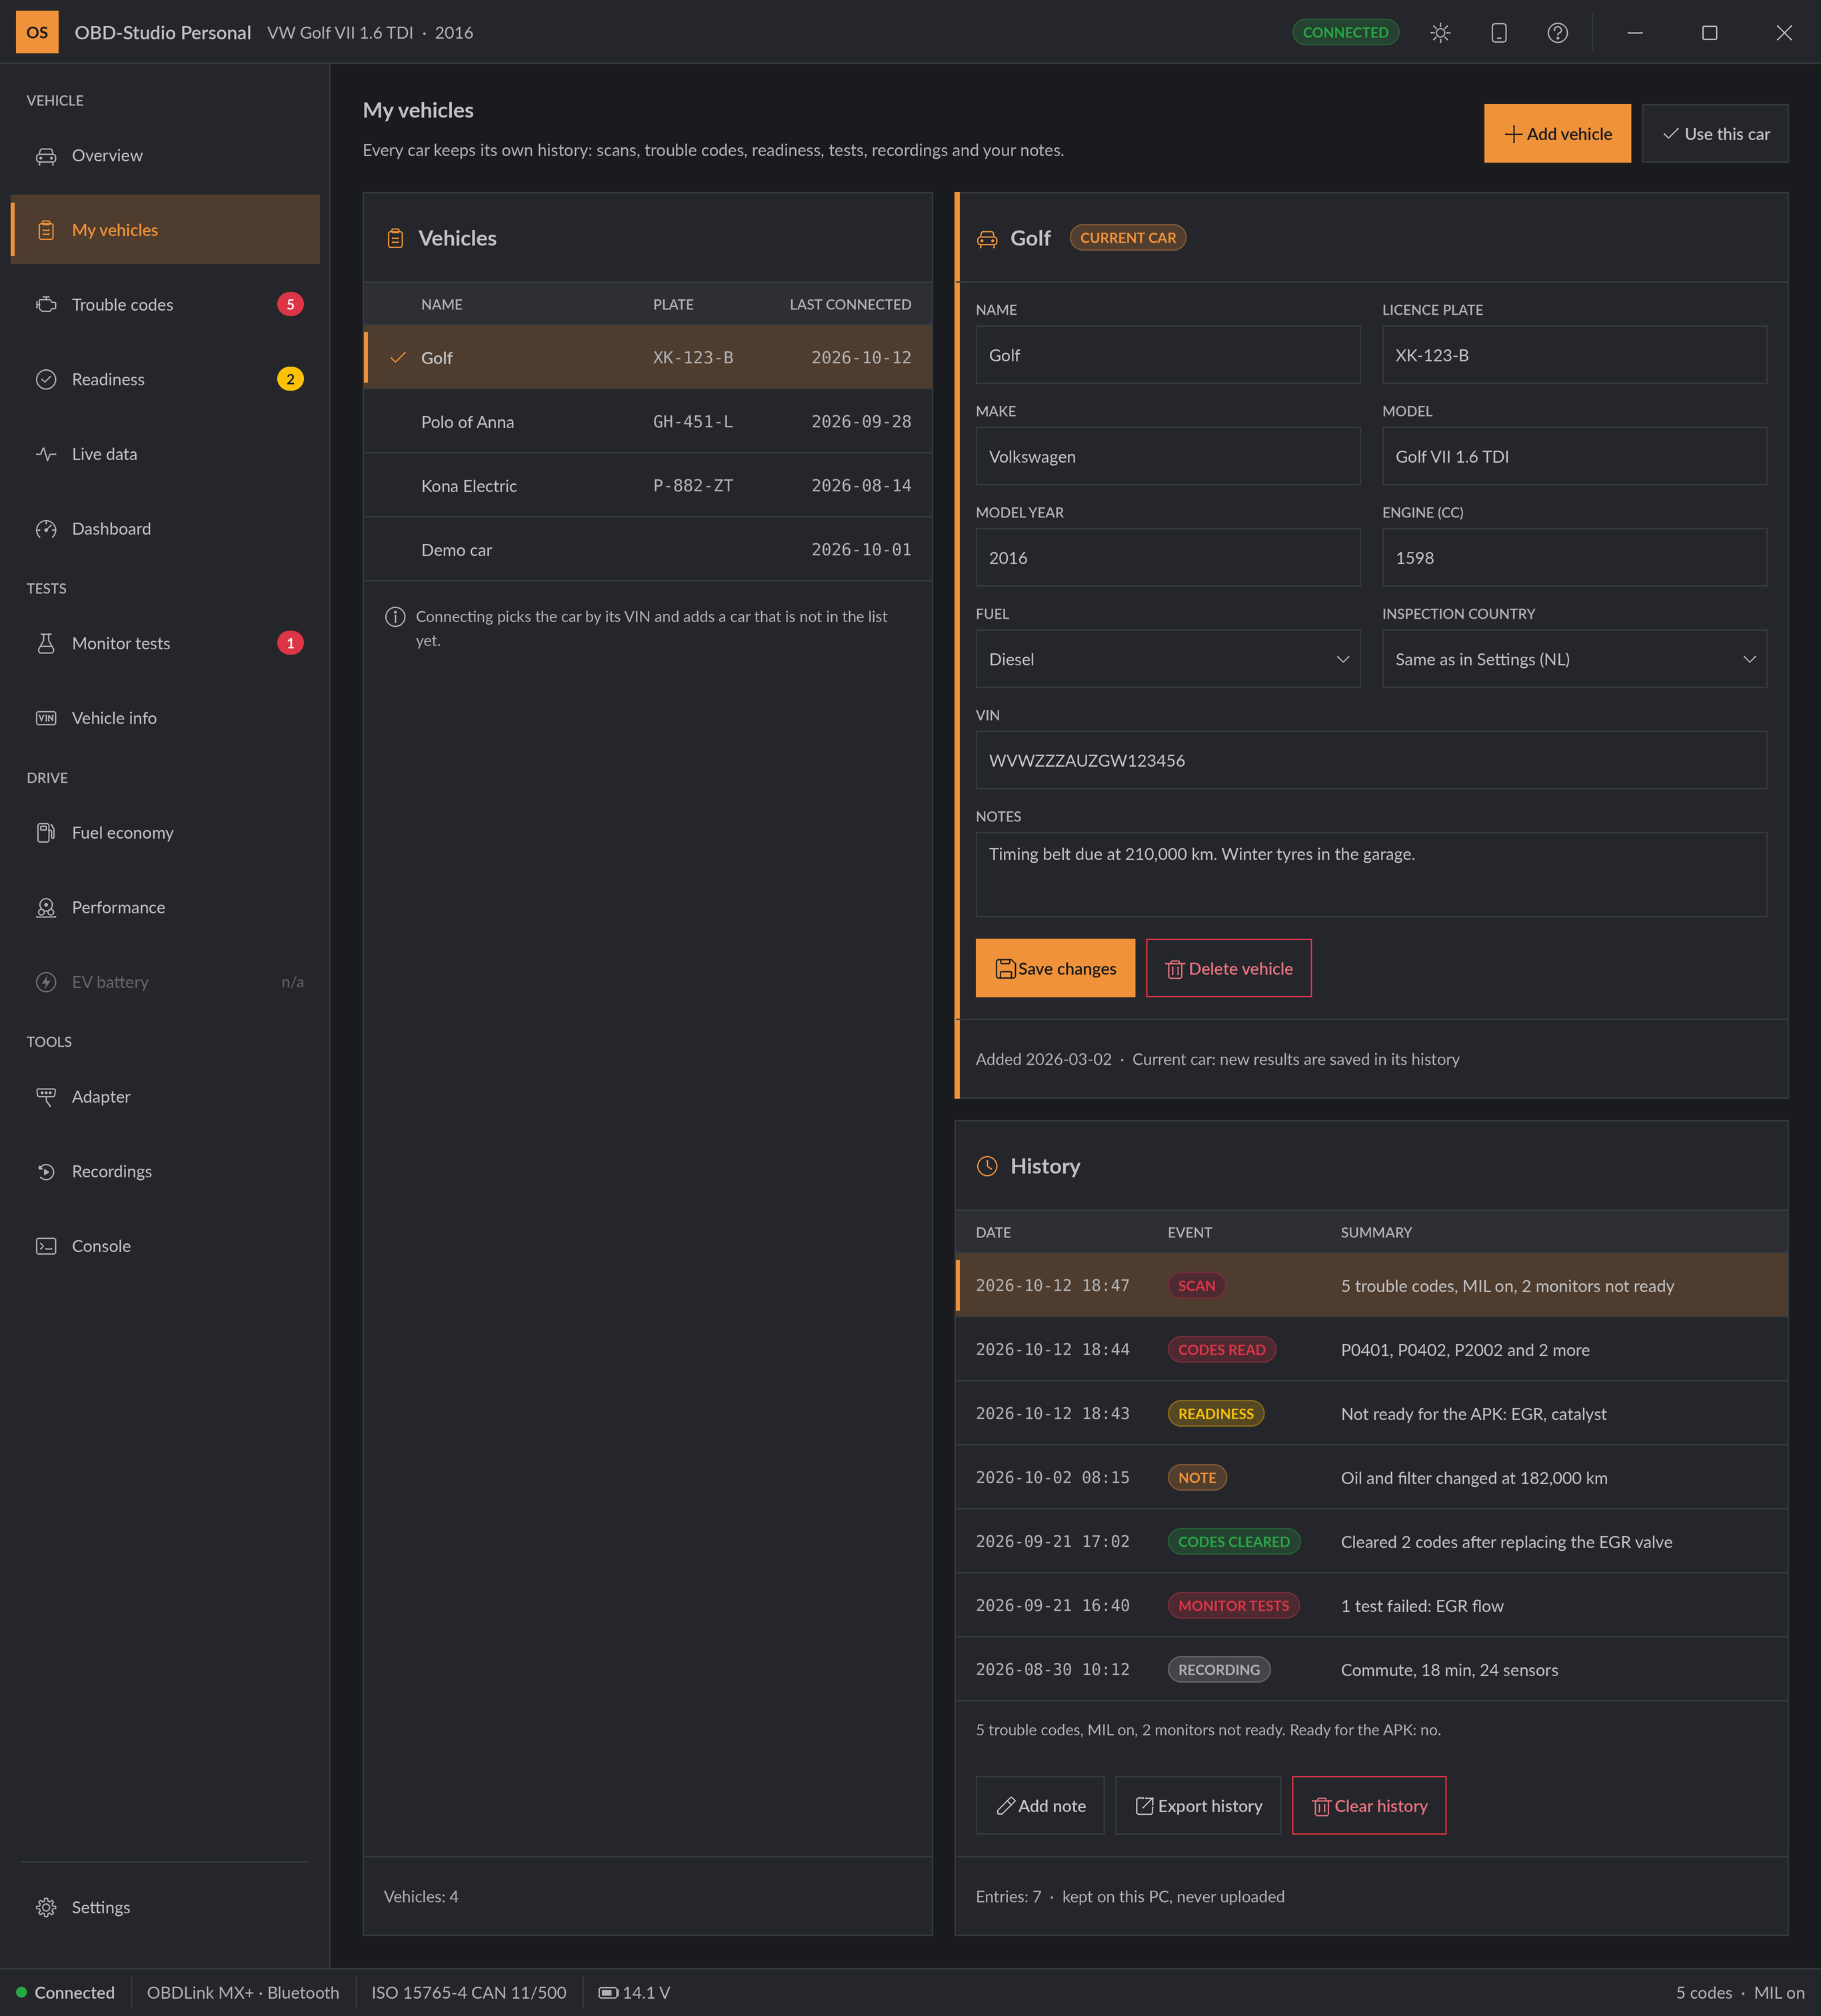 OS
OBD-Studio Personal VW Golf VII 1.6 TDI · 2016
CONNECTED
VEHICLE
Overview
My vehicles
Trouble codes 5
Readiness 2
Live data
Dashboard
TESTS
Monitor tests 1
VIN Vehicle info
DRIVE
Fuel economy
Performance
EV battery n/a
TOOLS
Adapter
Recordings
Console
Settings
My vehicles
Every car keeps its own history: scans, trouble codes, readiness, tests, recordings and your notes.
Add vehicle
Use this car
Vehicles
NAME PLATE LAST CONNECTED
Golf XK-123-B 2026-10-12
Polo of Anna GH-451-L 2026-09-28
Kona Electric P-882-ZT 2026-08-14
Demo car 2026-10-01
Connecting picks the car by its VIN and adds a car that is not in the list
yet.
Vehicles: 4
Golf CURRENT CAR
NAME LICENCE PLATE
Golf XK-123-B
MAKE MODEL
Volkswagen Golf VII 1.6 TDI
MODEL YEAR ENGINE (CC)
2016 1598
FUEL INSPECTION COUNTRY
Diesel Same as in Settings (NL)
VIN
WVWZZZAUZGW123456
NOTES
Timing belt due at 210,000 km. Winter tyres in the garage.
Save changes Delete vehicle
Added 2026-03-02 · Current car: new results are saved in its history
History
DATE EVENT SUMMARY
2026-10-12 18:47 SCAN 5 trouble codes, MIL on, 2 monitors not ready
2026-10-12 18:44 CODES READ P0401, P0402, P2002 and 2 more
2026-10-12 18:43 READINESS Not ready for the APK: EGR, catalyst
2026-10-02 08:15 NOTE Oil and filter changed at 182,000 km
2026-09-21 17:02 CODES CLEARED Cleared 2 codes after replacing the EGR valve
2026-09-21 16:40 MONITOR TESTS 1 test failed: EGR flow
2026-08-30 10:12 RECORDING Commute, 18 min, 24 sensors
5 trouble codes, MIL on, 2 monitors not ready. Ready for the APK: no.
Add note Export history Clear history
Entries: 7 · kept on this PC, never uploaded
Connected OBDLink MX+ · Bluetooth ISO 15765-4 CAN 11/500 14.1 V 5 codes · MIL on